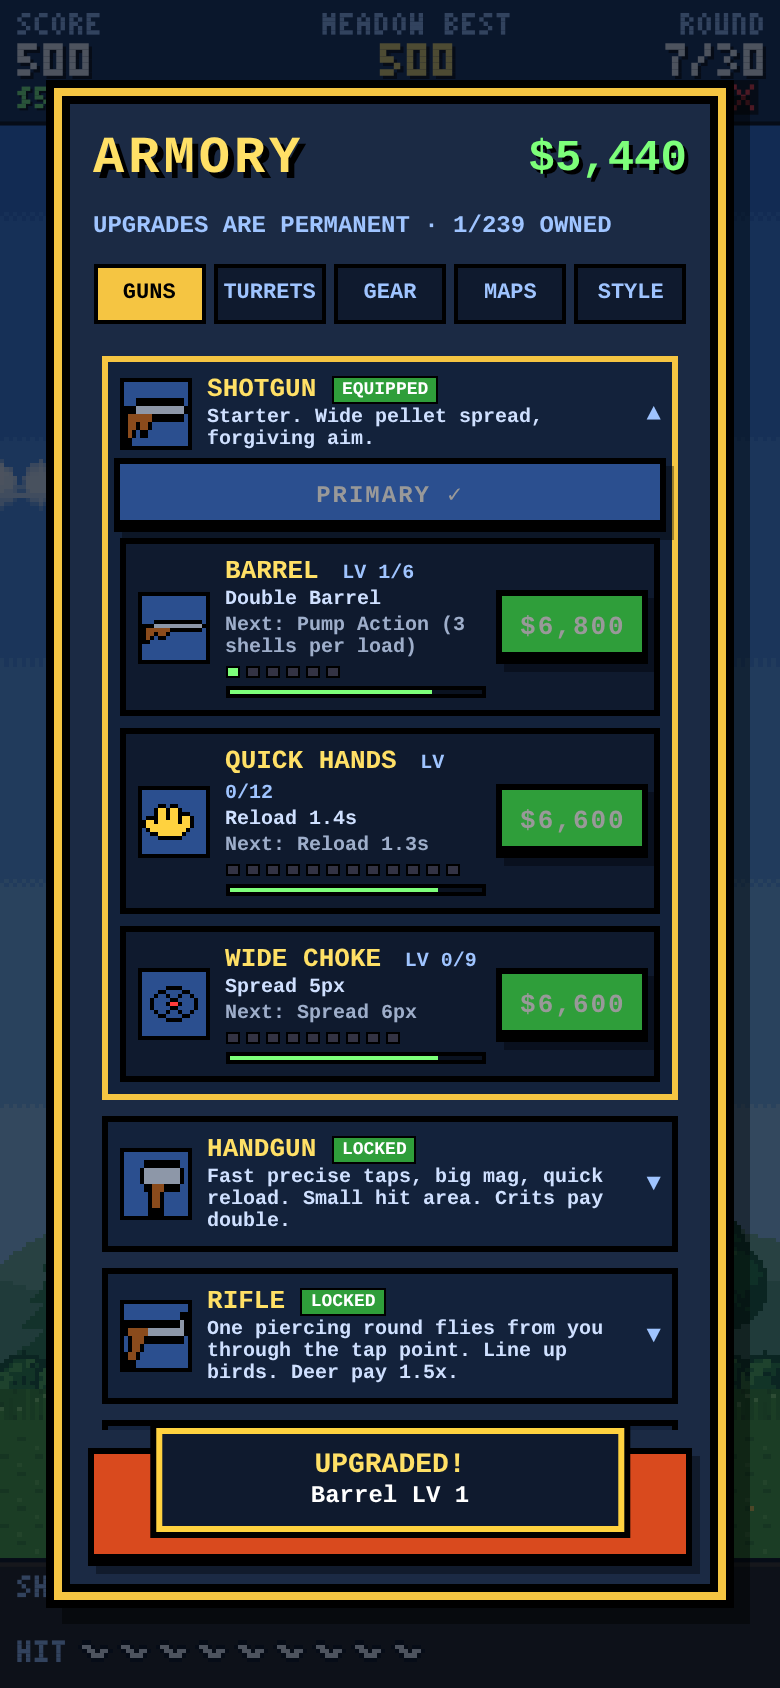 SCORE MEADOW BEST ROUND
500 500 7/30
ARMORY $5,440
UPGRADES ARE PERMANENT · 1/239 OWNED
GUNS TURRETS GEAR MAPS STYLE
SHOTGUN EQUIPPED
Starter. Wide pellet spread,
forgiving aim.
▲
PRIMARY ✓
BARREL LV 1/6
Double Barrel
Next: Pump Action (3
shells per load)
$6,800
QUICK HANDS LV
0/12
Reload 1.4s
Next: Reload 1.3s
$6,600
WIDE CHOKE LV 0/9
Spread 5px
Next: Spread 6px
$6,600
HANDGUN LOCKED
Fast precise taps, big mag, quick
reload. Small hit area. Crits pay
double.
▼
RIFLE LOCKED
One piercing round flies from you
through the tap point. Line up
birds. Deer pay 1.5x.
▼
UPGRADED!
Barrel LV 1
HIT